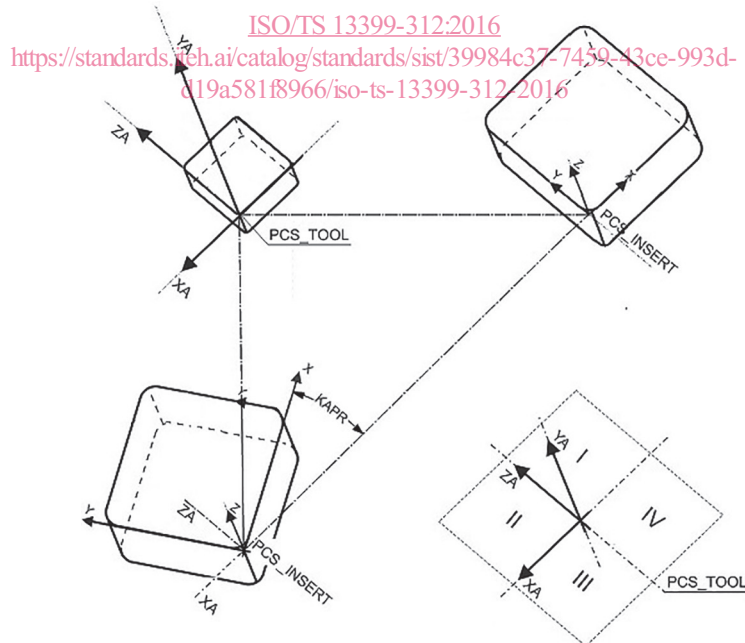 ISO/TS 13399-312:2016
https://standards.iteh.ai/catalog/standards/sist/39984c37-7459-43ce-993d-
d19a581f8966/iso-ts-13399-312-2016
YA
ZA
XA
PCS_TOOL
Z
Y
X
PCS_INSERT
X
Y
KAPR
Y
ZA
Z
PCS_INSERT
XA
YA
I
ZA
II
IV
XA
III
PCS_TOOL